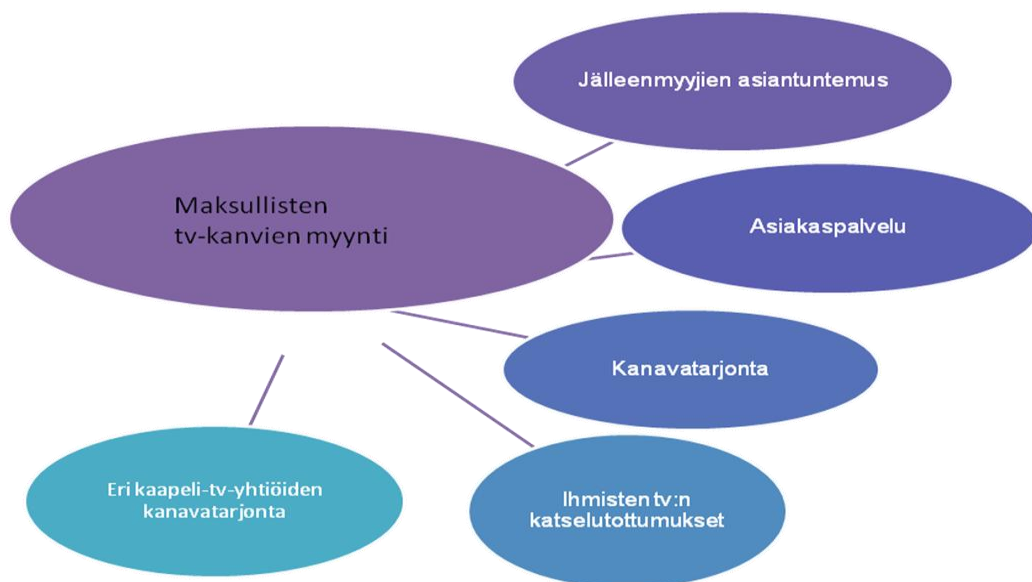 Jälleenmyyjien asiantuntemus
Maksullisten
tv-kanvien myynti
Asiakaspalvelu
Kanavatarjonta
Eri kaapeli-tv-yhtiöiden
kanavatarjonta
Ihmisten tv:n
katselutottumukset